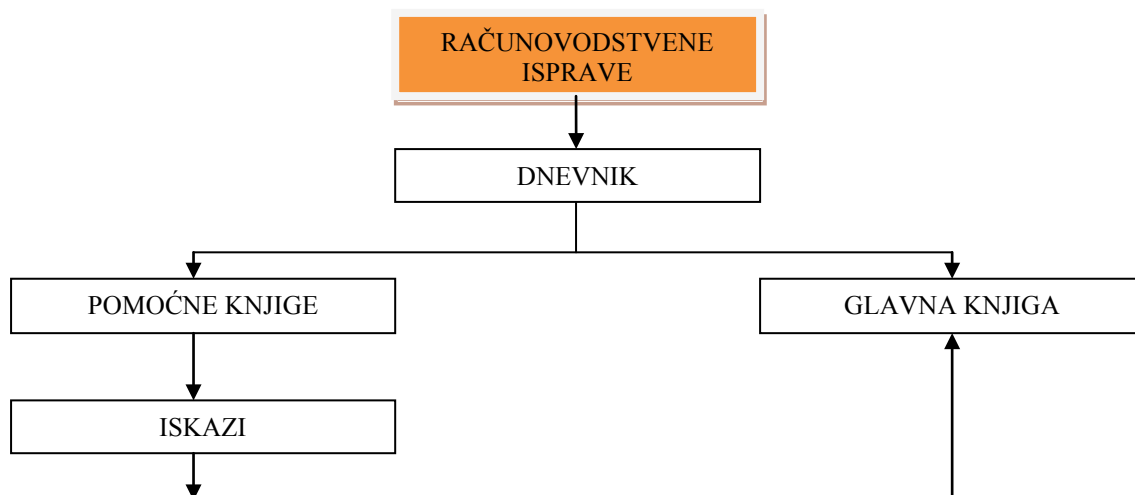 RAČUNOVODSTVENE
ISPRAVE
DNEVNIK
POMOĆNE KNJIGE
GLAVNA KNJIGA
ISKAZI